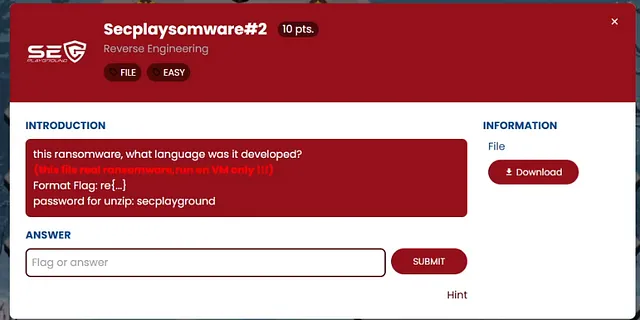 Secplaysomware#2 10 pts.
×
Reverse Engineering
SEC
PLAYGROUND
FILE EASY
INTRODUCTION
this ransomware, what language was it developed?
(this file real ransomware,run on VM only !!!)
Format Flag: re{...}
password for unzip: secplayground
INFORMATION
File
Download
ANSWER
Flag or answer
SUBMIT
Hint